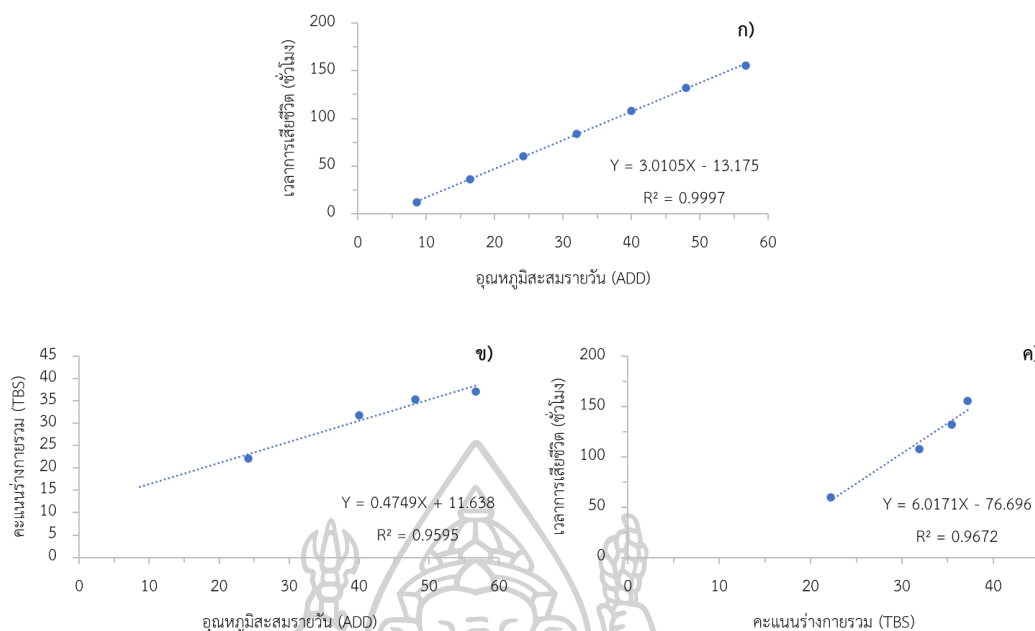 ก)
เวลาการเสียชีวิต (ชั่วโมง)
200
150
100
50
0
Y = 3.0105X - 13.175
R² = 0.9997
0 10 20 30 40 50 60
อุณหภูมิสะสมรายวัน (ADD)
ข)
คะแนนร่างกายรวม (TBS)
45
40
35
30
25
20
15
10
5
0
Y = 0.4749X + 11.638
R² = 0.9595
0 10 20 30 40 50 60
อุณหภูมิสะสมรายวัน (ADD)
ค)
เวลาการเสียชีวิต (ชั่วโมง)
200
150
100
50
0
Y = 6.0171X - 76.696
R² = 0.9672
0 10 20 30 40
คะแนนร่างกายรวม (TBS)